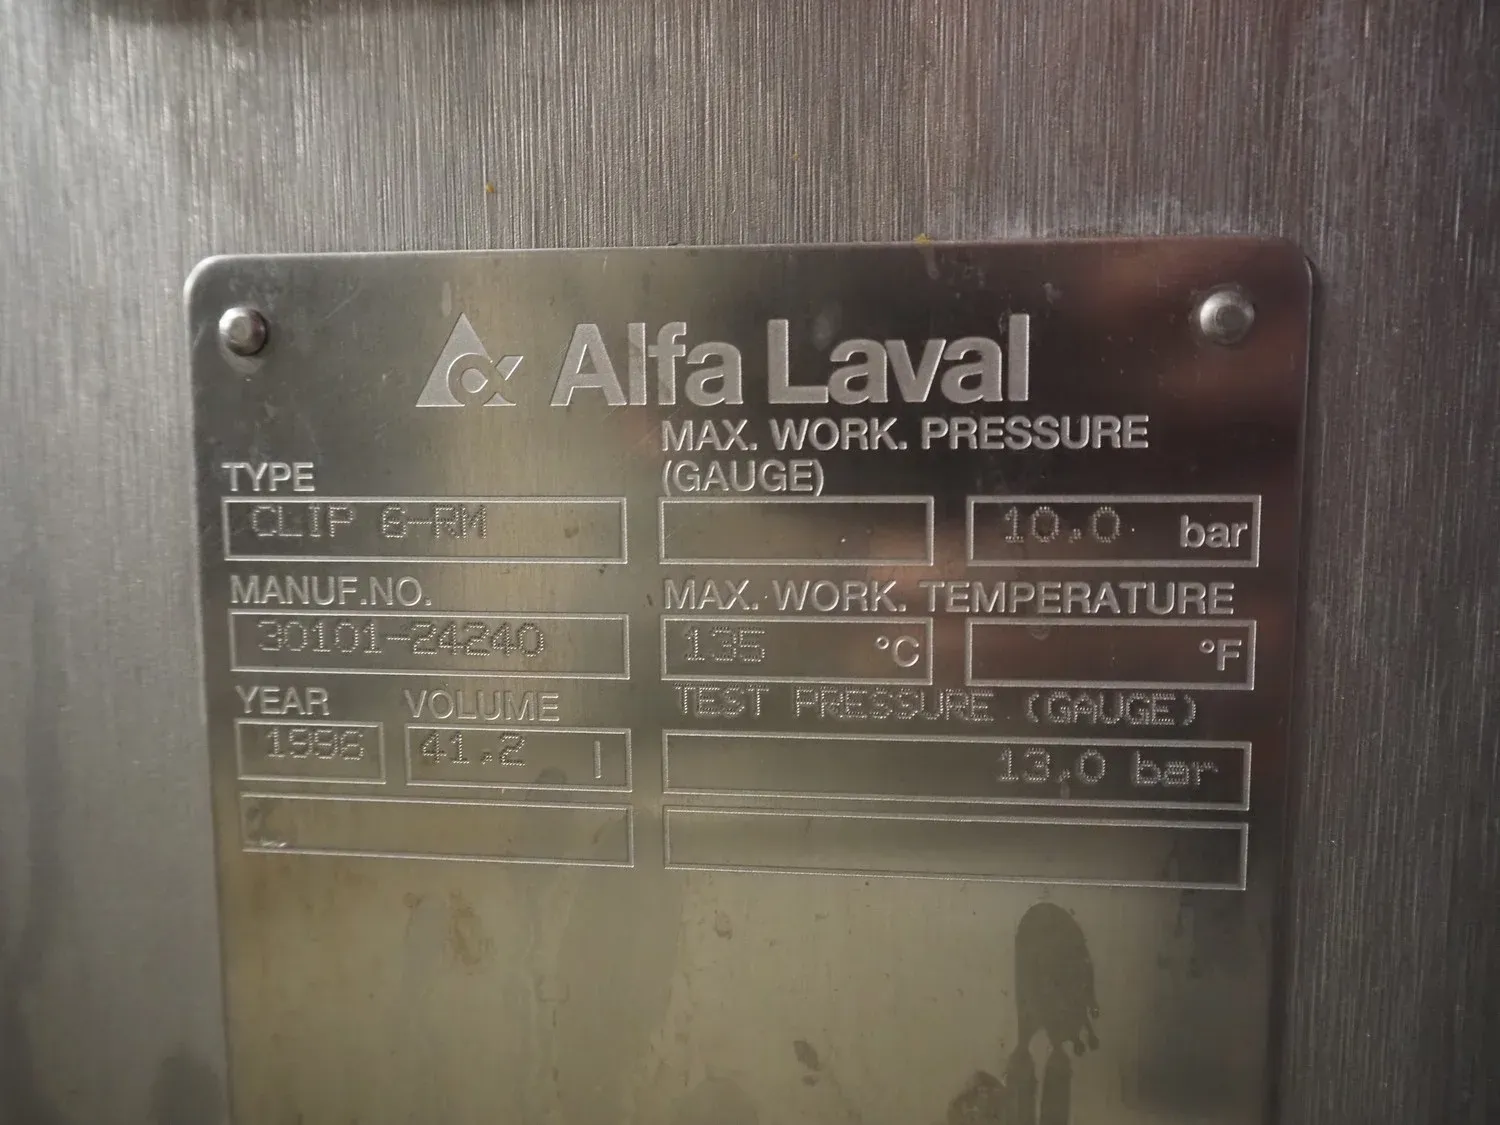 Alfa Laval
MAX. WORK. PRESSURE
(GAUGE)
10.0 bar
TYPE
CLIP 6-RM
MANUF.NO.
30101-24240
MAX. WORK. TEMPERATURE
135 °C
°F
YEAR
1996
VOLUME
41.2 l
TEST PRESSURE (GAUGE)
13,0 bar